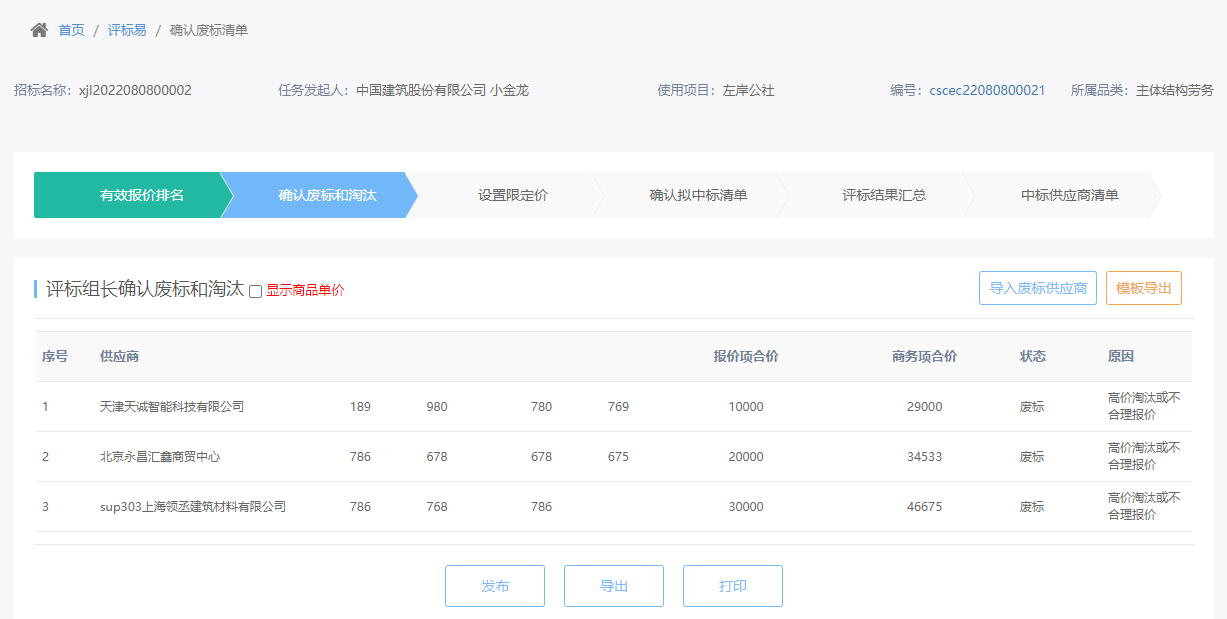 首页 / 评标易 / 确认废标清单
招标名称: xjl2022080800002 任务发起人: 中国建筑股份有限公司 小金龙 使用项目: 左岸公社 编号: cscec22080800021 所属品类: 主体结构劳务
有效报价排名 确认废标和淘汰 设置限定价 确认拟中标清单 评标结果汇总 中标供应商清单
评标组长确认废标和淘汰 显示商品单价 导入废标供应商 模板导出
序号 供应商 报价项合价 商务项合价 状态 原因
1 天津天诚智能科技有限公司 189 980 780 769 10000 29000 废标 高价淘汰或不
合理报价
2 北京永昌汇鑫商贸中心 786 678 678 675 20000 34533 废标 高价淘汰或不
合理报价
3 sup303上海领丞建筑材料有限公司 786 768 786 30000 46675 废标 高价淘汰或不
合理报价
发布 导出 打印